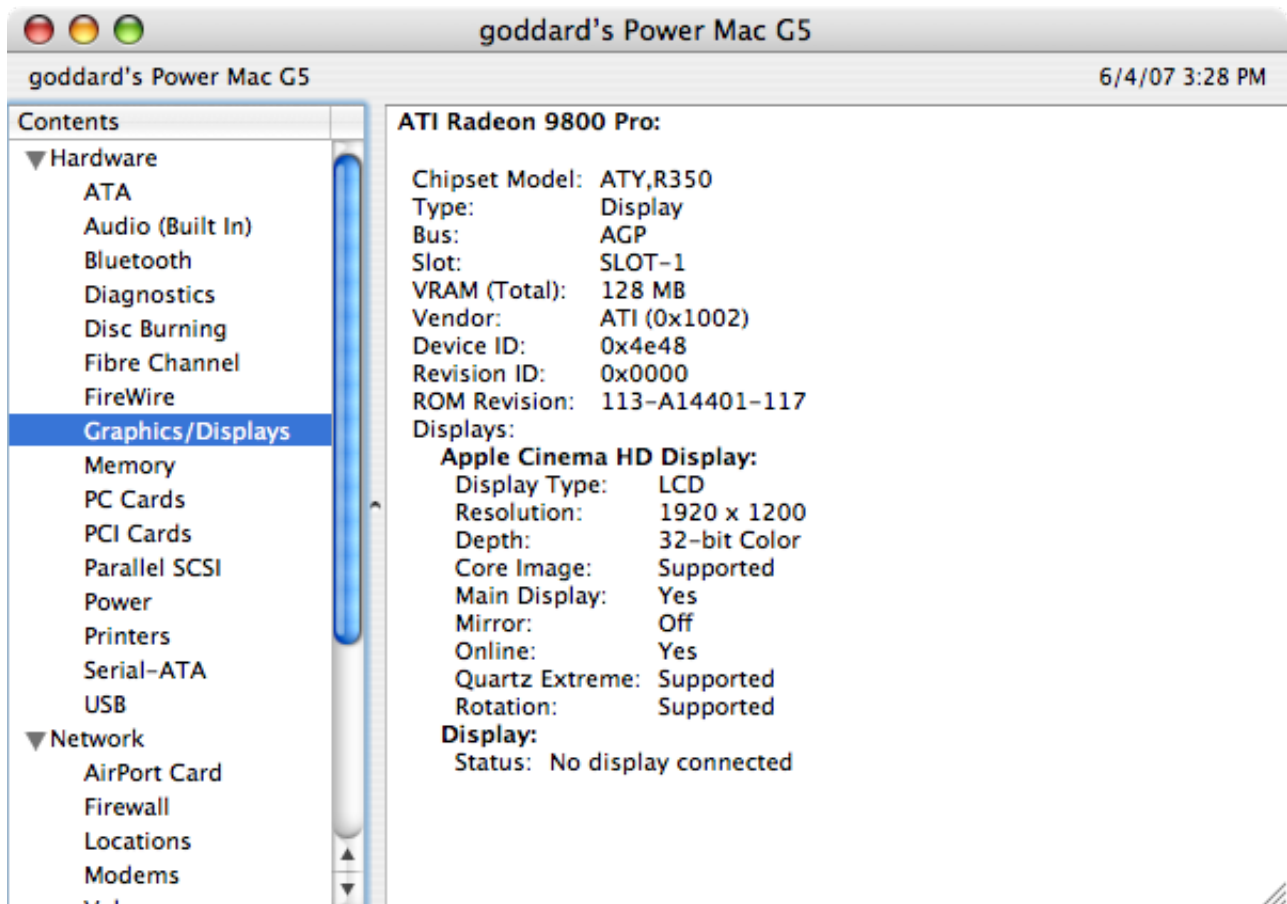 goddard's Power Mac G5
goddard's Power Mac G5 6/4/07 3:28 PM
Contents
Hardware
ATA
Audio (Built In)
Bluetooth
Diagnostics
Disc Burning
Fibre Channel
FireWire
Graphics/Displays
Memory
PC Cards
PCI Cards
Parallel SCSI
Power
Printers
Serial-ATA
USB
Network
AirPort Card
Firewall
Locations
Modems
ATI Radeon 9800 Pro:
Chipset Model: ATY,R350
Type: Display
Bus: AGP
Slot: SLOT-1
VRAM (Total): 128 MB
Vendor: ATI (0x1002)
Device ID: 0x4e48
Revision ID: 0x0000
ROM Revision: 113-A14401-117
Displays:
Apple Cinema HD Display:
Display Type: LCD
Resolution: 1920 x 1200
Depth: 32-bit Color
Core Image: Supported
Main Display: Yes
Mirror: Off
Online: Yes
Quartz Extreme: Supported
Rotation: Supported
Display:
Status: No display connected